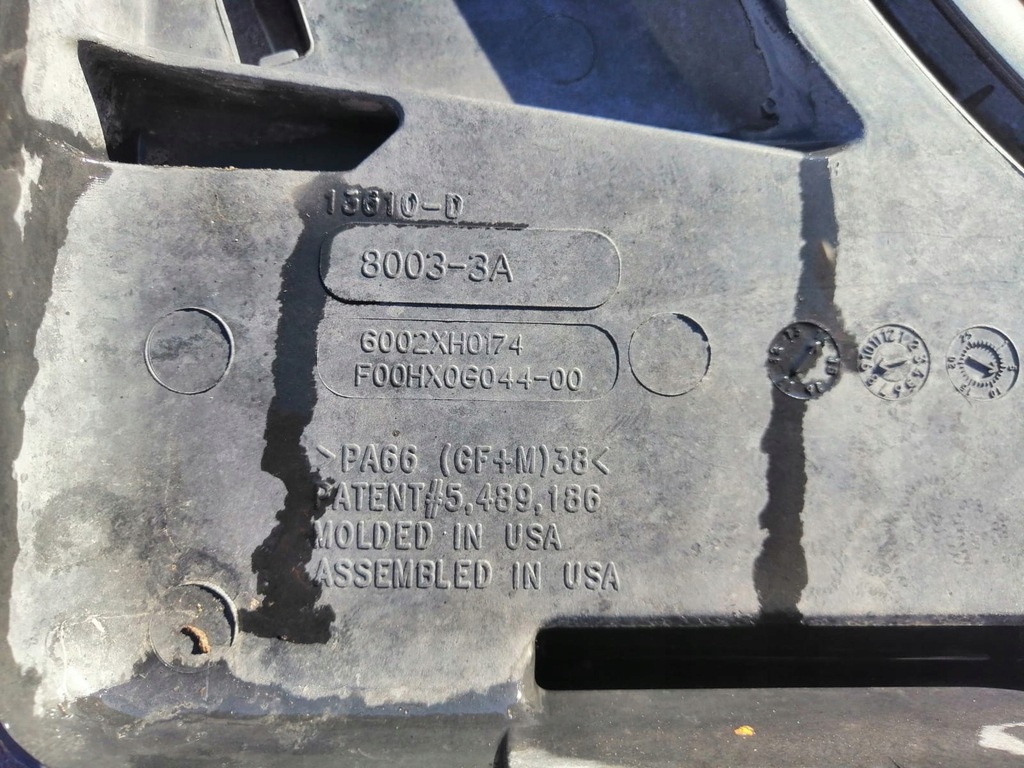 13610-D
8003-3A
6002XH0174
F00HX0G044-00
>PA66 (GF+M)38<
PATENT#5,489,186
MOLDED IN USA
ASSEMBLED IN USA